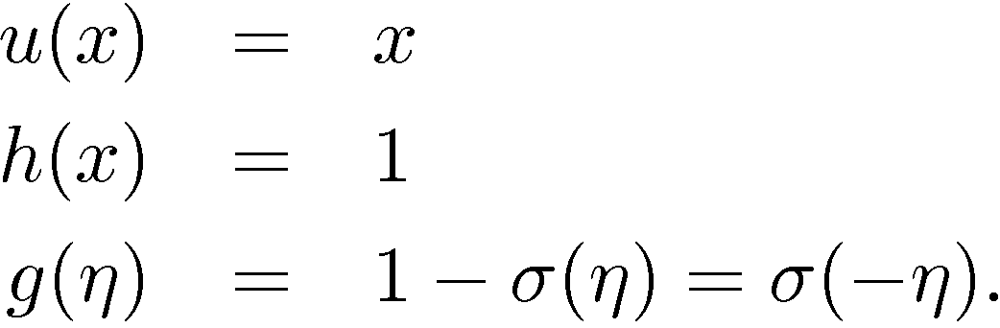 u(x) = x
h(x) = 1
g(η) = 1 − σ(η) = σ(−η).